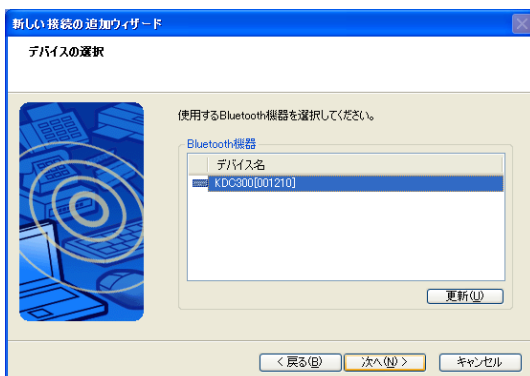 新しい接続の追加ウィザード
デバイスの選択
使用するBluetooth機器を選択してください。
Bluetooth機器
デバイス名
KDC300[001210]
更新(U)
< 戻る(B)
次へ(N) >
キャンセル